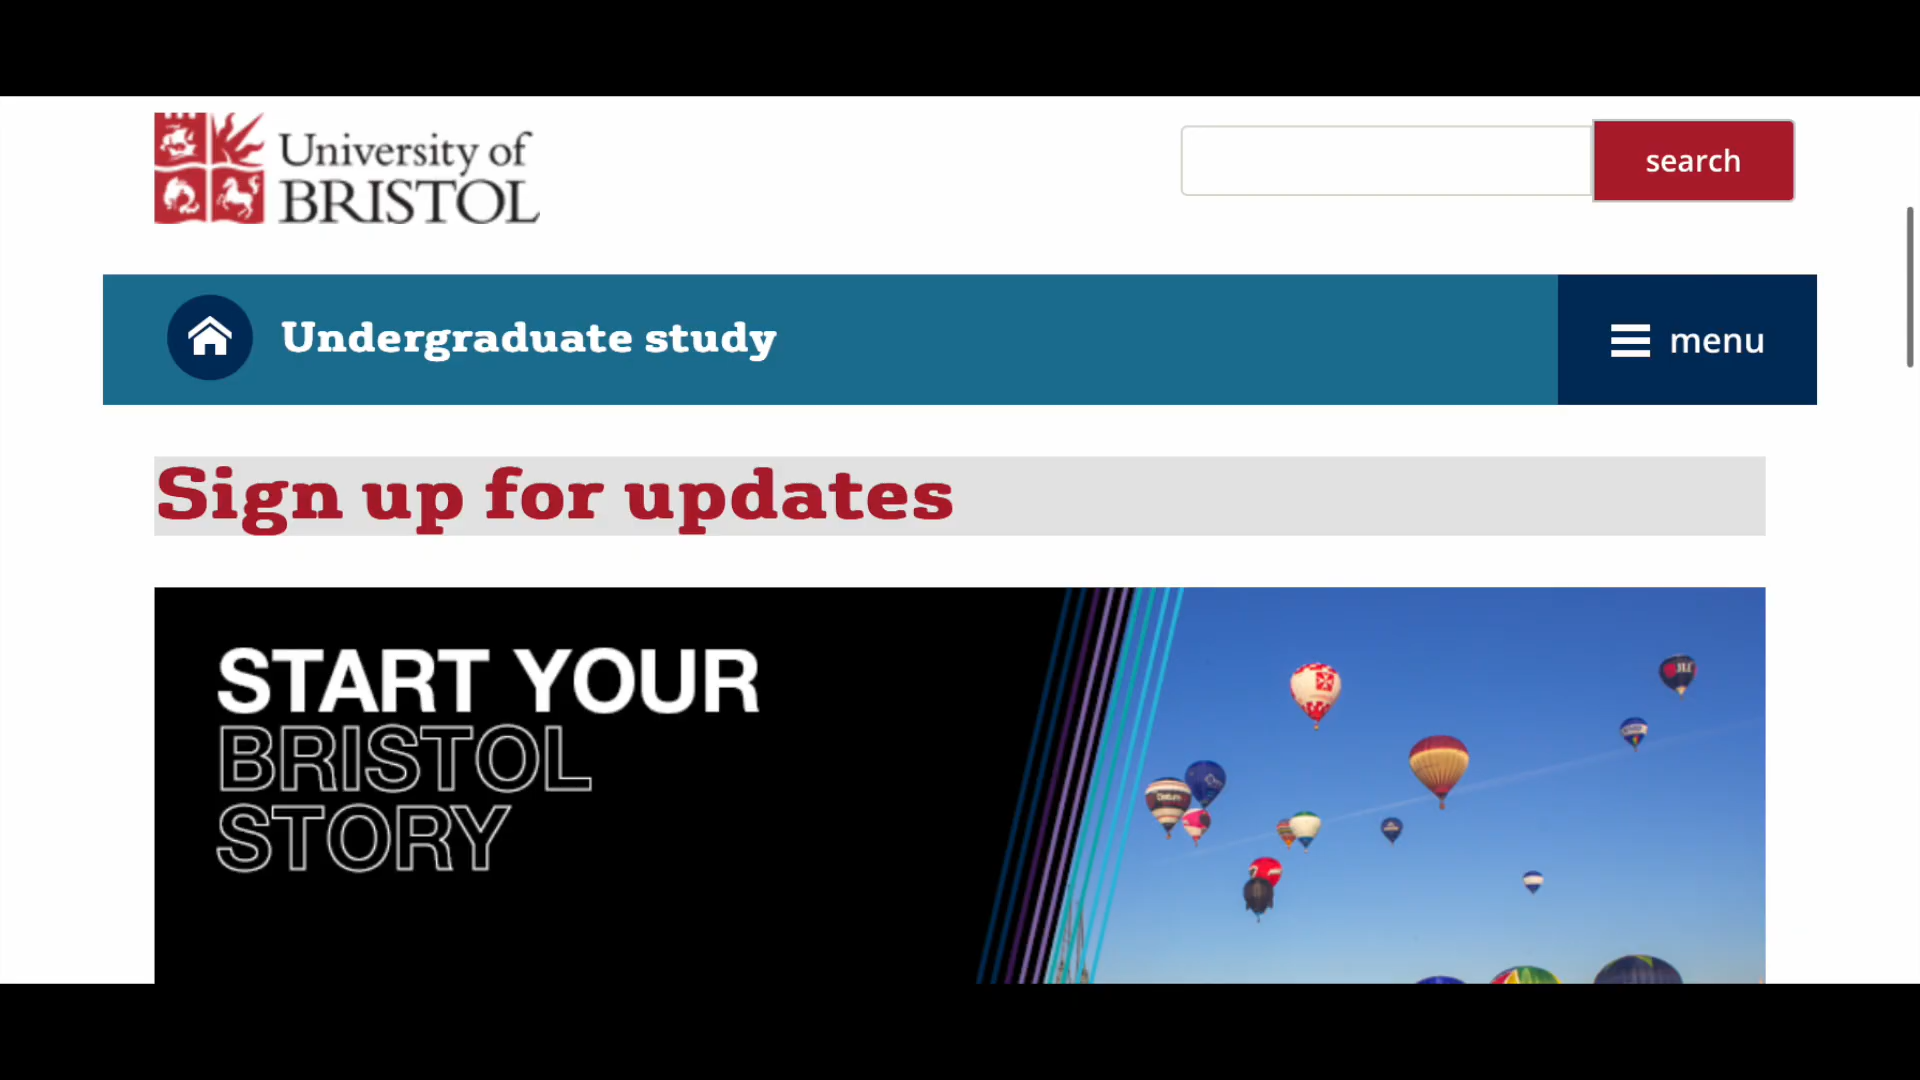 University of
BRISTOL
search
Undergraduate study
menu
Sign up for updates
START YOUR
BRISTOL
STORY